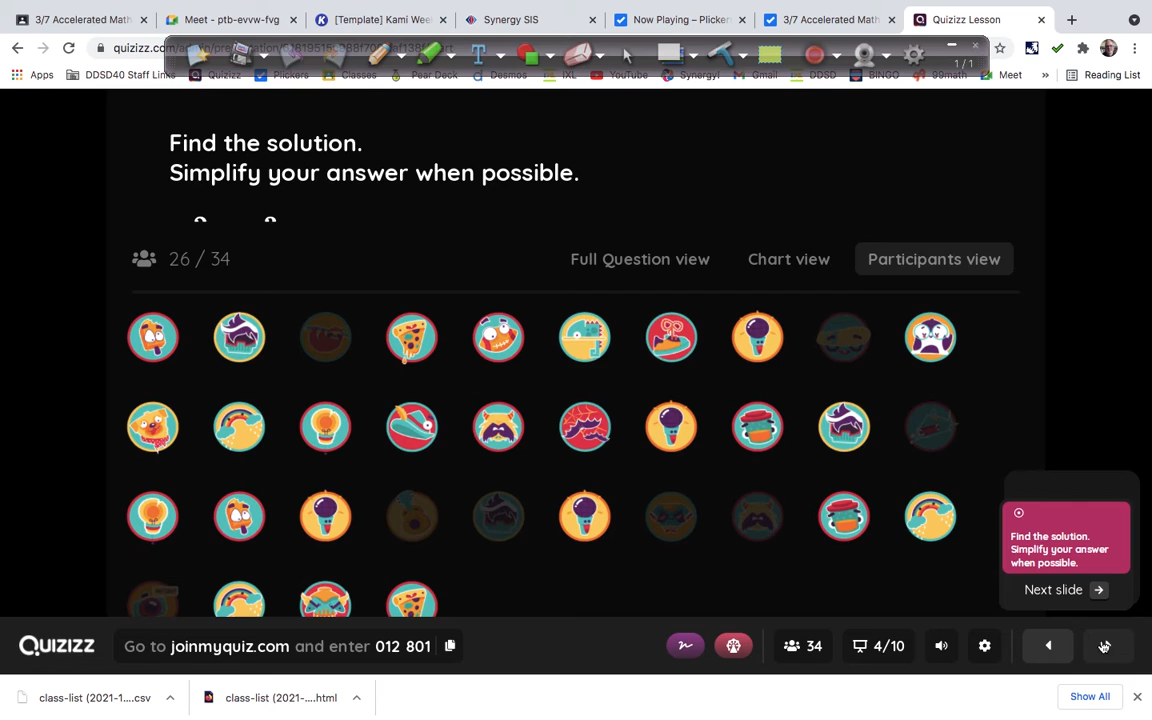 3/7 Accelerated Math
Meet - ptb-evvw-fvg
[Template] Kami Wee
Synergy SIS
Now Playing – Plicker
3/7 Accelerated Math
Quizizz Lesson
1 / 1
Apps
DDSD40 Staff Links
Quizizz
Plickers
Classes
Pear Deck
Desmos
IXL
YouTube
Synergy!
Gmail
DDSD
BINGO
99math
Meet
»
Reading List
Find the solution.
Simplify your answer when possible.
26 / 34
Full Question view
Chart view
Participants view
Find the solution.
Simplify your answer
when possible.
Next slide
QUIZIZZ
Go to joinmyquiz.com and enter 012 801
34
4/10
class-list (2021-1....csv
class-list (2021-....html
Show All